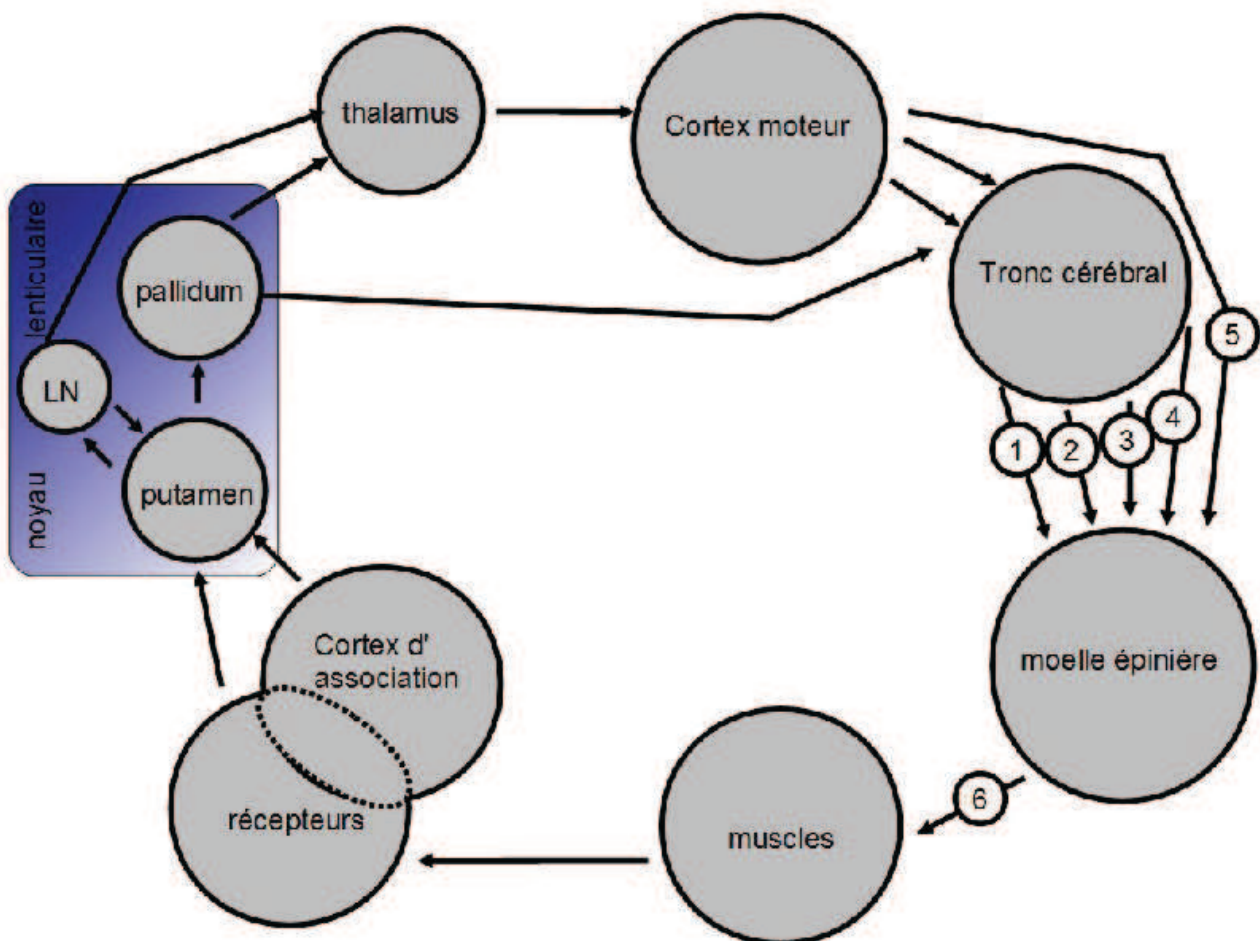 thalamus
Cortex moteur
Tronc cérébral
lenticulaire
pallidum
LN
noyau
putamen
5
4
1
2
3
Cortex d'
association
moelle épinière
récepteurs
muscles
6